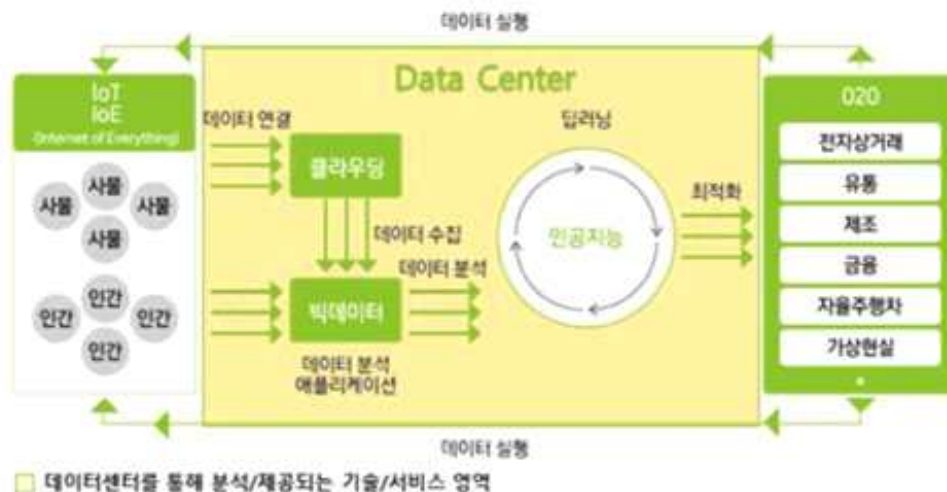 데이터 실행
Data Center
IoT
IoE
(Internet of Everything)
사물
사물
사물
사물
인간
인간
인간
인간
데이터 연결
클라우딩
데이터 수집
빅데이터
데이터 분석
애플리케이션
데이터 분석
딥러닝
인공지능
최적화
O2O
전자상거래
유통
제조
금융
자율주행차
가상현실
데이터 실행
데이터센터를 통해 분석/제공되는 기술/서비스 영역